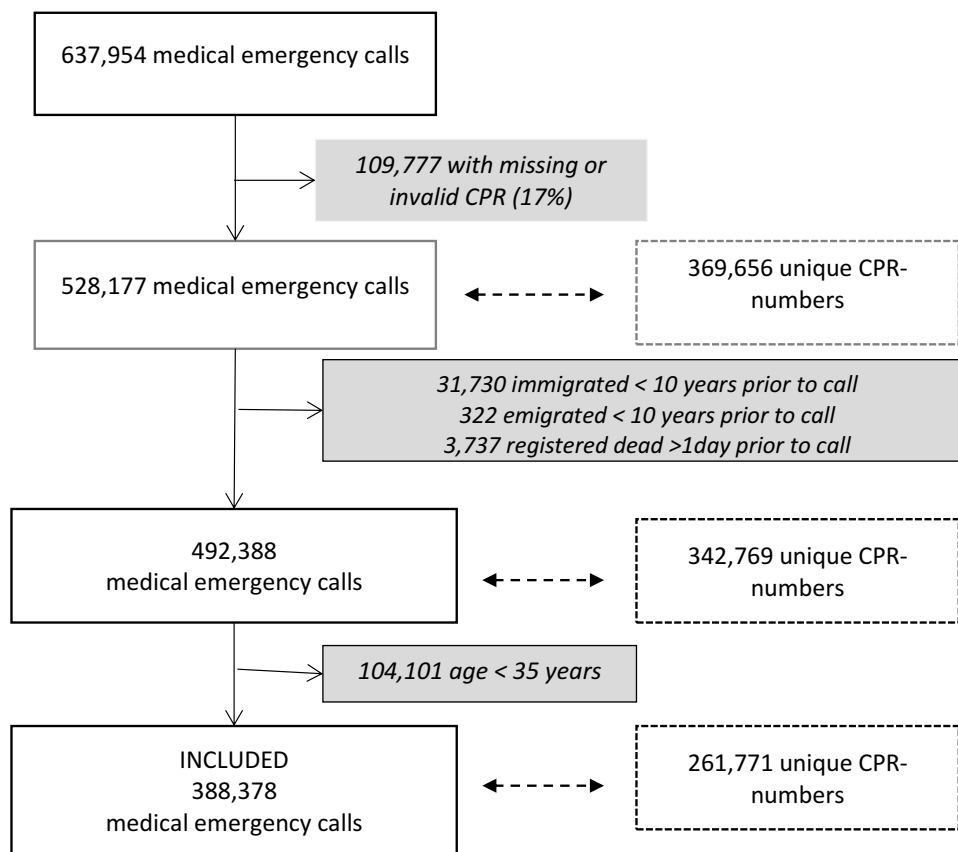 637,954 medical emergency calls
109,777 with missing or
invalid CPR (17%)
528,177 medical emergency calls
369,656 unique CPR-
numbers
31,730 immigrated < 10 years prior to call
322 emigrated < 10 years prior to call
3,737 registered dead >1day prior to call
492,388
medical emergency calls
342,769 unique CPR-
numbers
104,101 age < 35 years
INCLUDED
388,378
medical emergency calls
261,771 unique CPR-
numbers